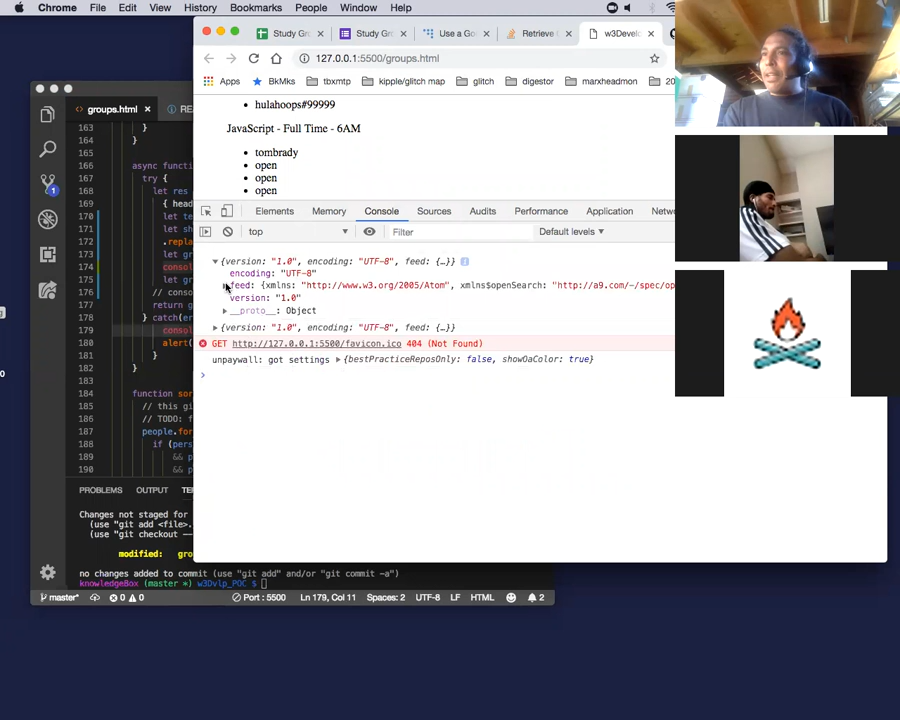 Chrome File Edit View History Bookmarks People Window Help
Study Gr
Study Gr
Use a Go
Retrieve
w3Develo
127.0.0.1:5500/groups.html
Apps BkMks tbxmtp kipple/glitch map glitch digestor marxheadmon 20
hulahoops#99999
JavaScript - Full Time - 6AM
tombrady
open
open
open
Elements Memory Console Sources Audits Performance Application Netw
top Filter Default levels
{version: "1.0", encoding: "UTF-8", feed: {…}}
encoding: "UTF-8"
feed: {xmlns: "http://www.w3.org/2005/Atom", xmlns$openSearch: "http://a9.com/-/spec/op
version: "1.0"
__proto__: Object
{version: "1.0", encoding: "UTF-8", feed: {…}}
GET http://127.0.0.1:5500/favicon.ico 404 (Not Found)
unpaywall: got settings {bestPracticeReposOnly: false, showOaColor: true}
groups.html RE
163 }
164 }
165
166 async functi
167 try {
168 let res
169 { head
170 let te
171 let sh
172 .repla
173 let gr
174 consol
175 let gr
176 // conso
177 return g
178 } catch(er
179 consol
180 alert(
181 }
182 }
183
184 function sor
185 // this gi
186 // TODO: f
187 people.for
188 if (pers
189 && p
190 && p
PROBLEMS OUTPUT TE
Changes not staged for
(use "git add <file>.
(use "git checkout --
modified: gro
no changes added to commit (use "git add" and/or "git commit -a")
knowledgeBox (master *) w3Dvlp_POC $
master* 0 0 Port : 5500 Ln 179, Col 11 Spaces: 2 UTF-8 LF HTML 2